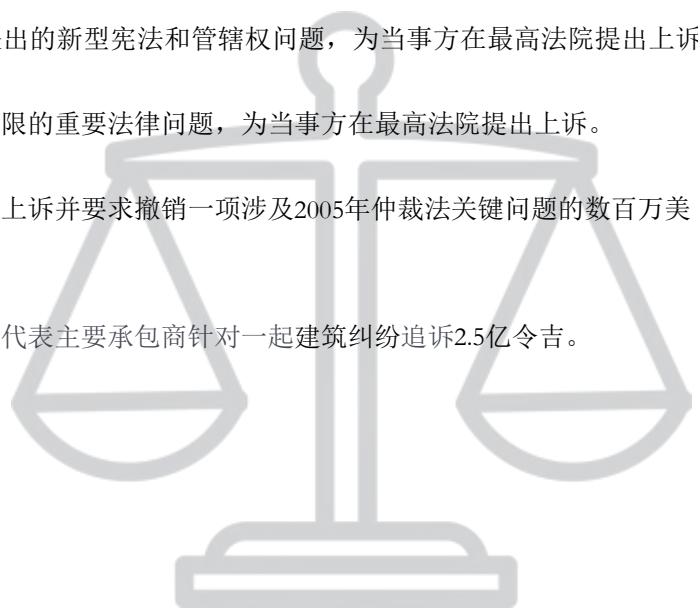 出的新型宪法和管辖权问题，为当事方在最高法院提出上诉
限的重要法律问题，为当事方在最高法院提出上诉。
上诉并要求撤销一项涉及2005年仲裁法关键问题的数百万美
代表主要承包商针对一起建筑纠纷追诉2.5亿令吉。